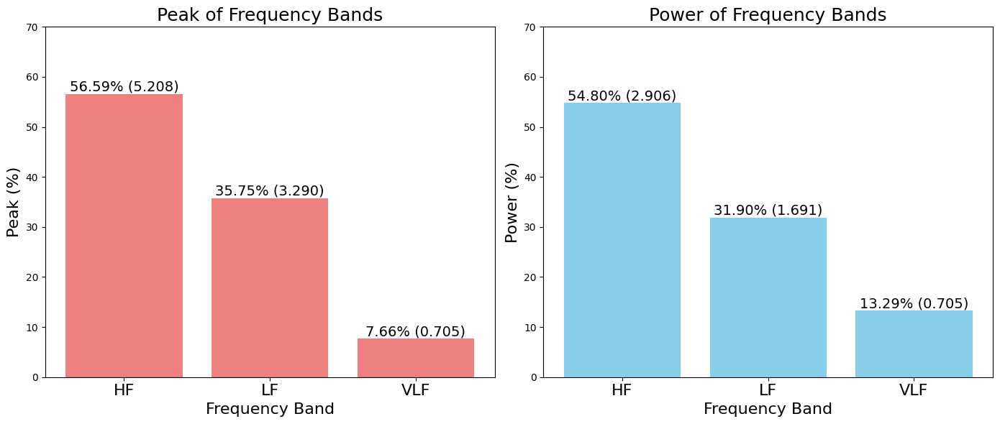 Peak of Frequency Bands
70
60
50
40
30
20
10
0
Peak (%)
56.59% (5.208)
35.75% (3.290)
7.66% (0.705)
HF
LF
VLF
Frequency Band
Power of Frequency Bands
70
60
50
40
30
20
10
0
Power (%)
54.80% (2.906)
31.90% (1.691)
13.29% (0.705)
HF
LF
VLF
Frequency Band